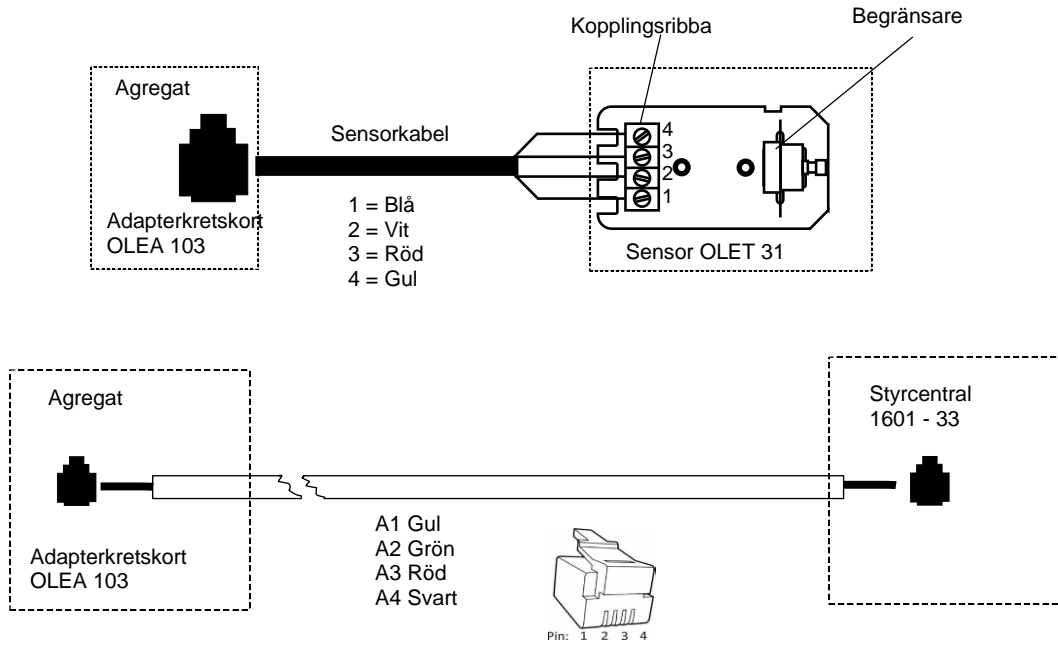 Kopplingsribba
Begränsare
Agregat
Sensorkabel
4
3
2
1
1 = Blå
2 = Vit
3 = Röd
4 = Gul
Adapterkretskort
OLEA 103
Sensor OLET 31
Agregat
Styrcentral
1601 - 33
Adapterkretskort
OLEA 103
A1 Gul
A2 Grön
A3 Röd
A4 Svart
Pin: 1 2 3 4